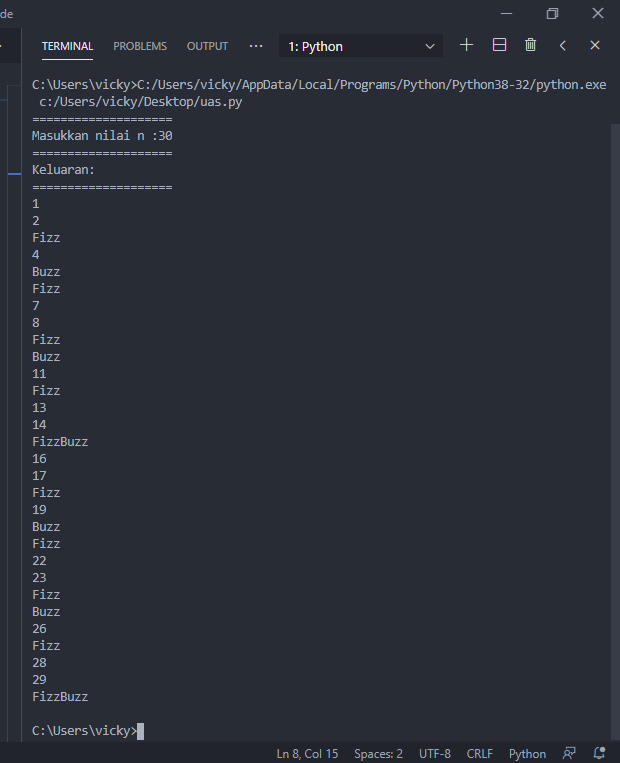 de
TERMINAL PROBLEMS OUTPUT ··· 1: Python
C:\Users\vicky>C:/Users/vicky/AppData/Local/Programs/Python/Python38-32/python.exe
c:/Users/vicky/Desktop/uas.py
====================
Masukkan nilai n :30
====================
Keluaran:
====================
1
2
Fizz
4
Buzz
Fizz
7
8
Fizz
Buzz
11
Fizz
13
14
FizzBuzz
16
17
Fizz
19
Buzz
Fizz
22
23
Fizz
Buzz
26
Fizz
28
29
FizzBuzz
C:\Users\vicky>
Ln 8, Col 15 Spaces: 2 UTF-8 CRLF Python